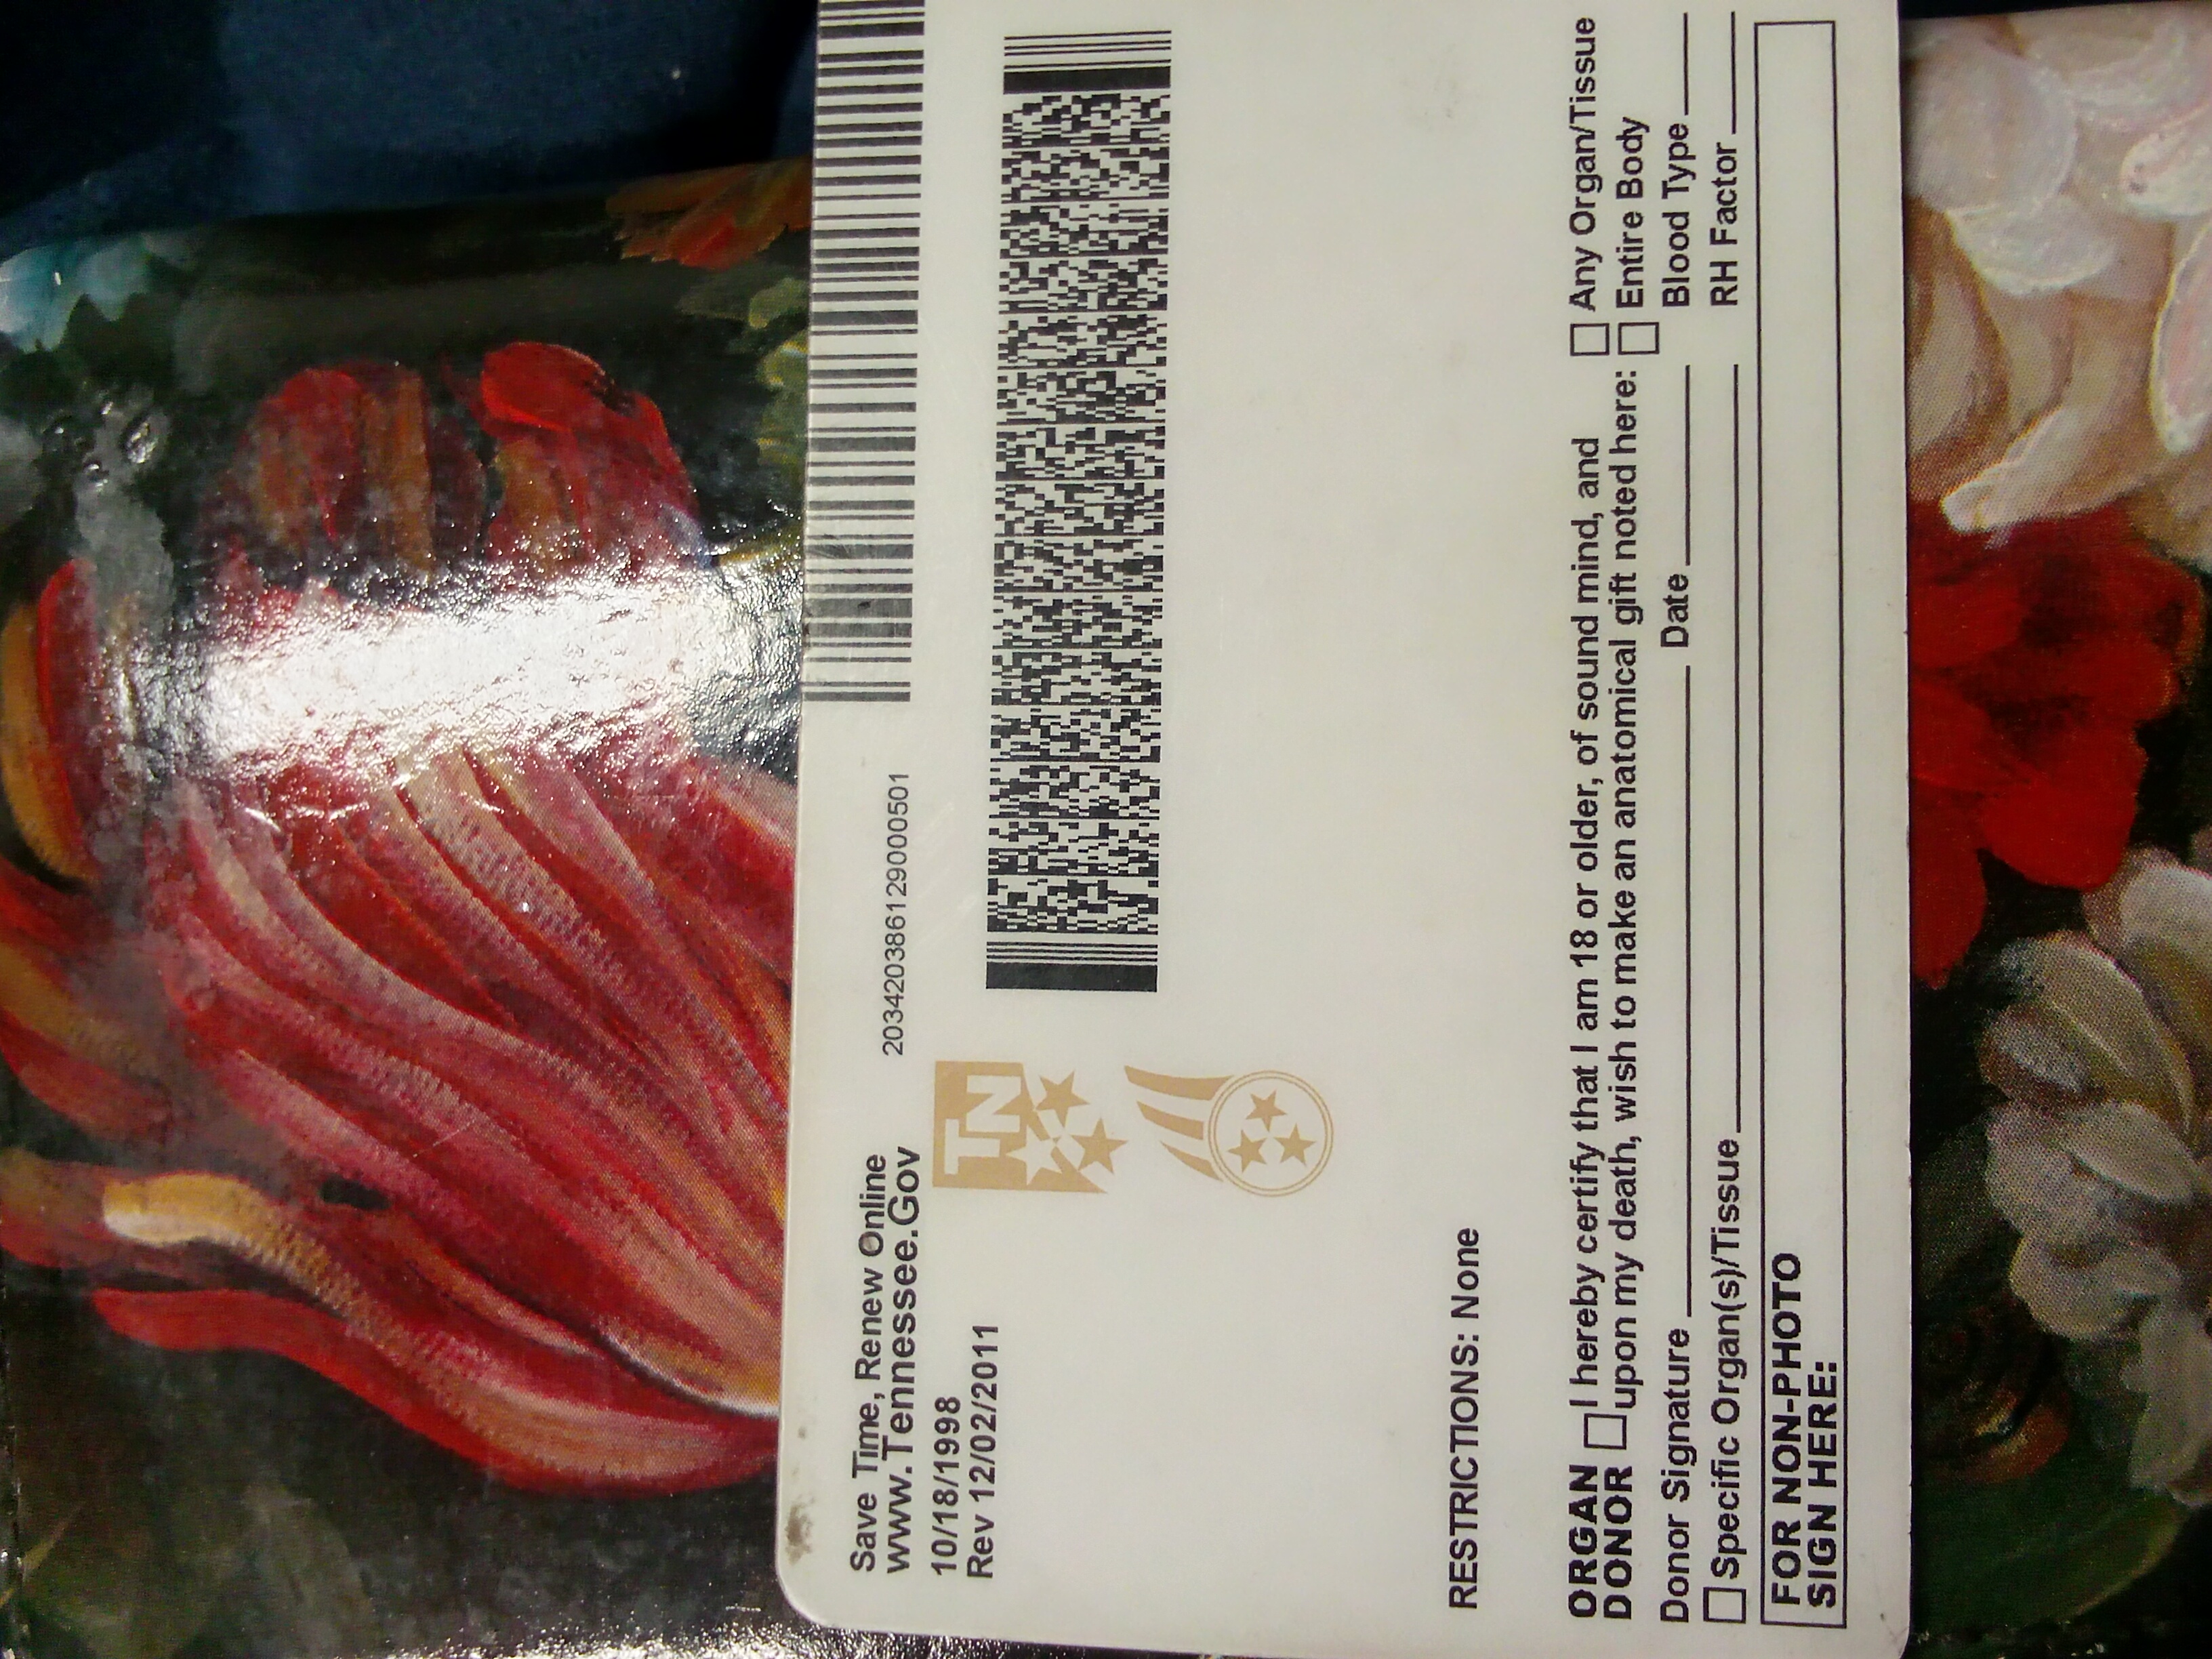 Save Time, Renew Online
www.Tennessee.Gov
203420386129000501
10/18/1998
Rev 12/02/2011
TN
RESTRICTIONS: None
ORGAN DONOR
I hereby certify that I am 18 or older, of sound mind, and
upon my death, wish to make an anatomical gift noted here:
Any Organ/Tissue
Entire Body
Donor Signature Date Blood Type
Specific Organ(s)/Tissue RH Factor
FOR NON-PHOTO
SIGN HERE: